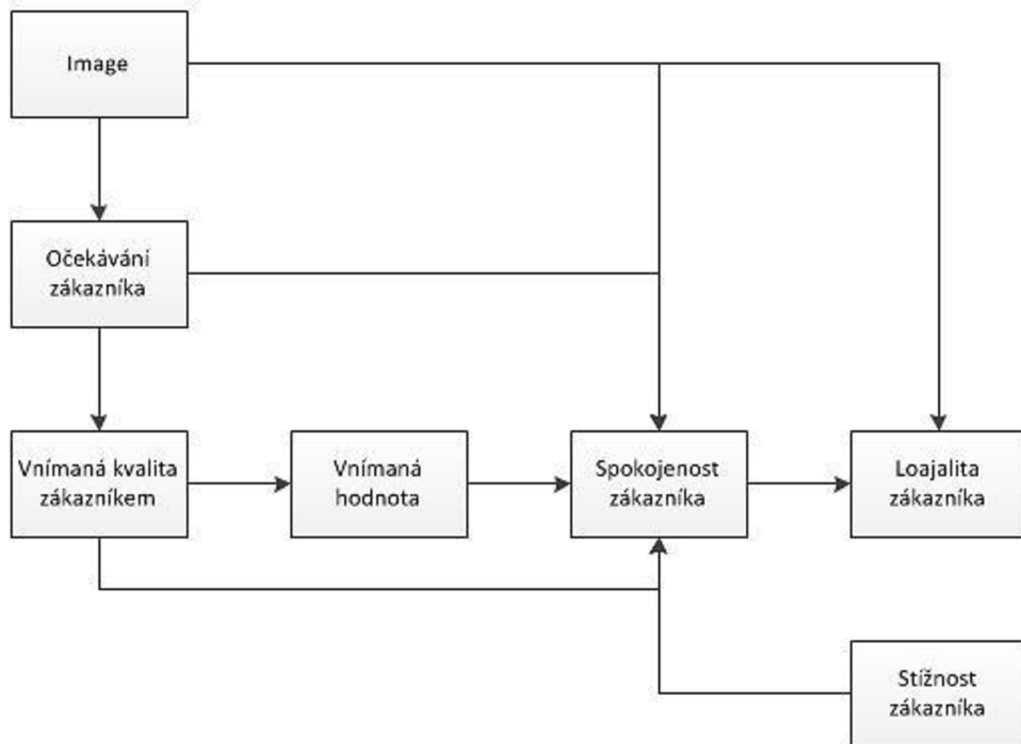 Image
Očekávání
zákazníka
Vnímaná kvalita
zákazníkem
Vnímaná
hodnota
Spokojenost
zákazníka
Loajalita
zákazníka
Stížnost
zákazníka